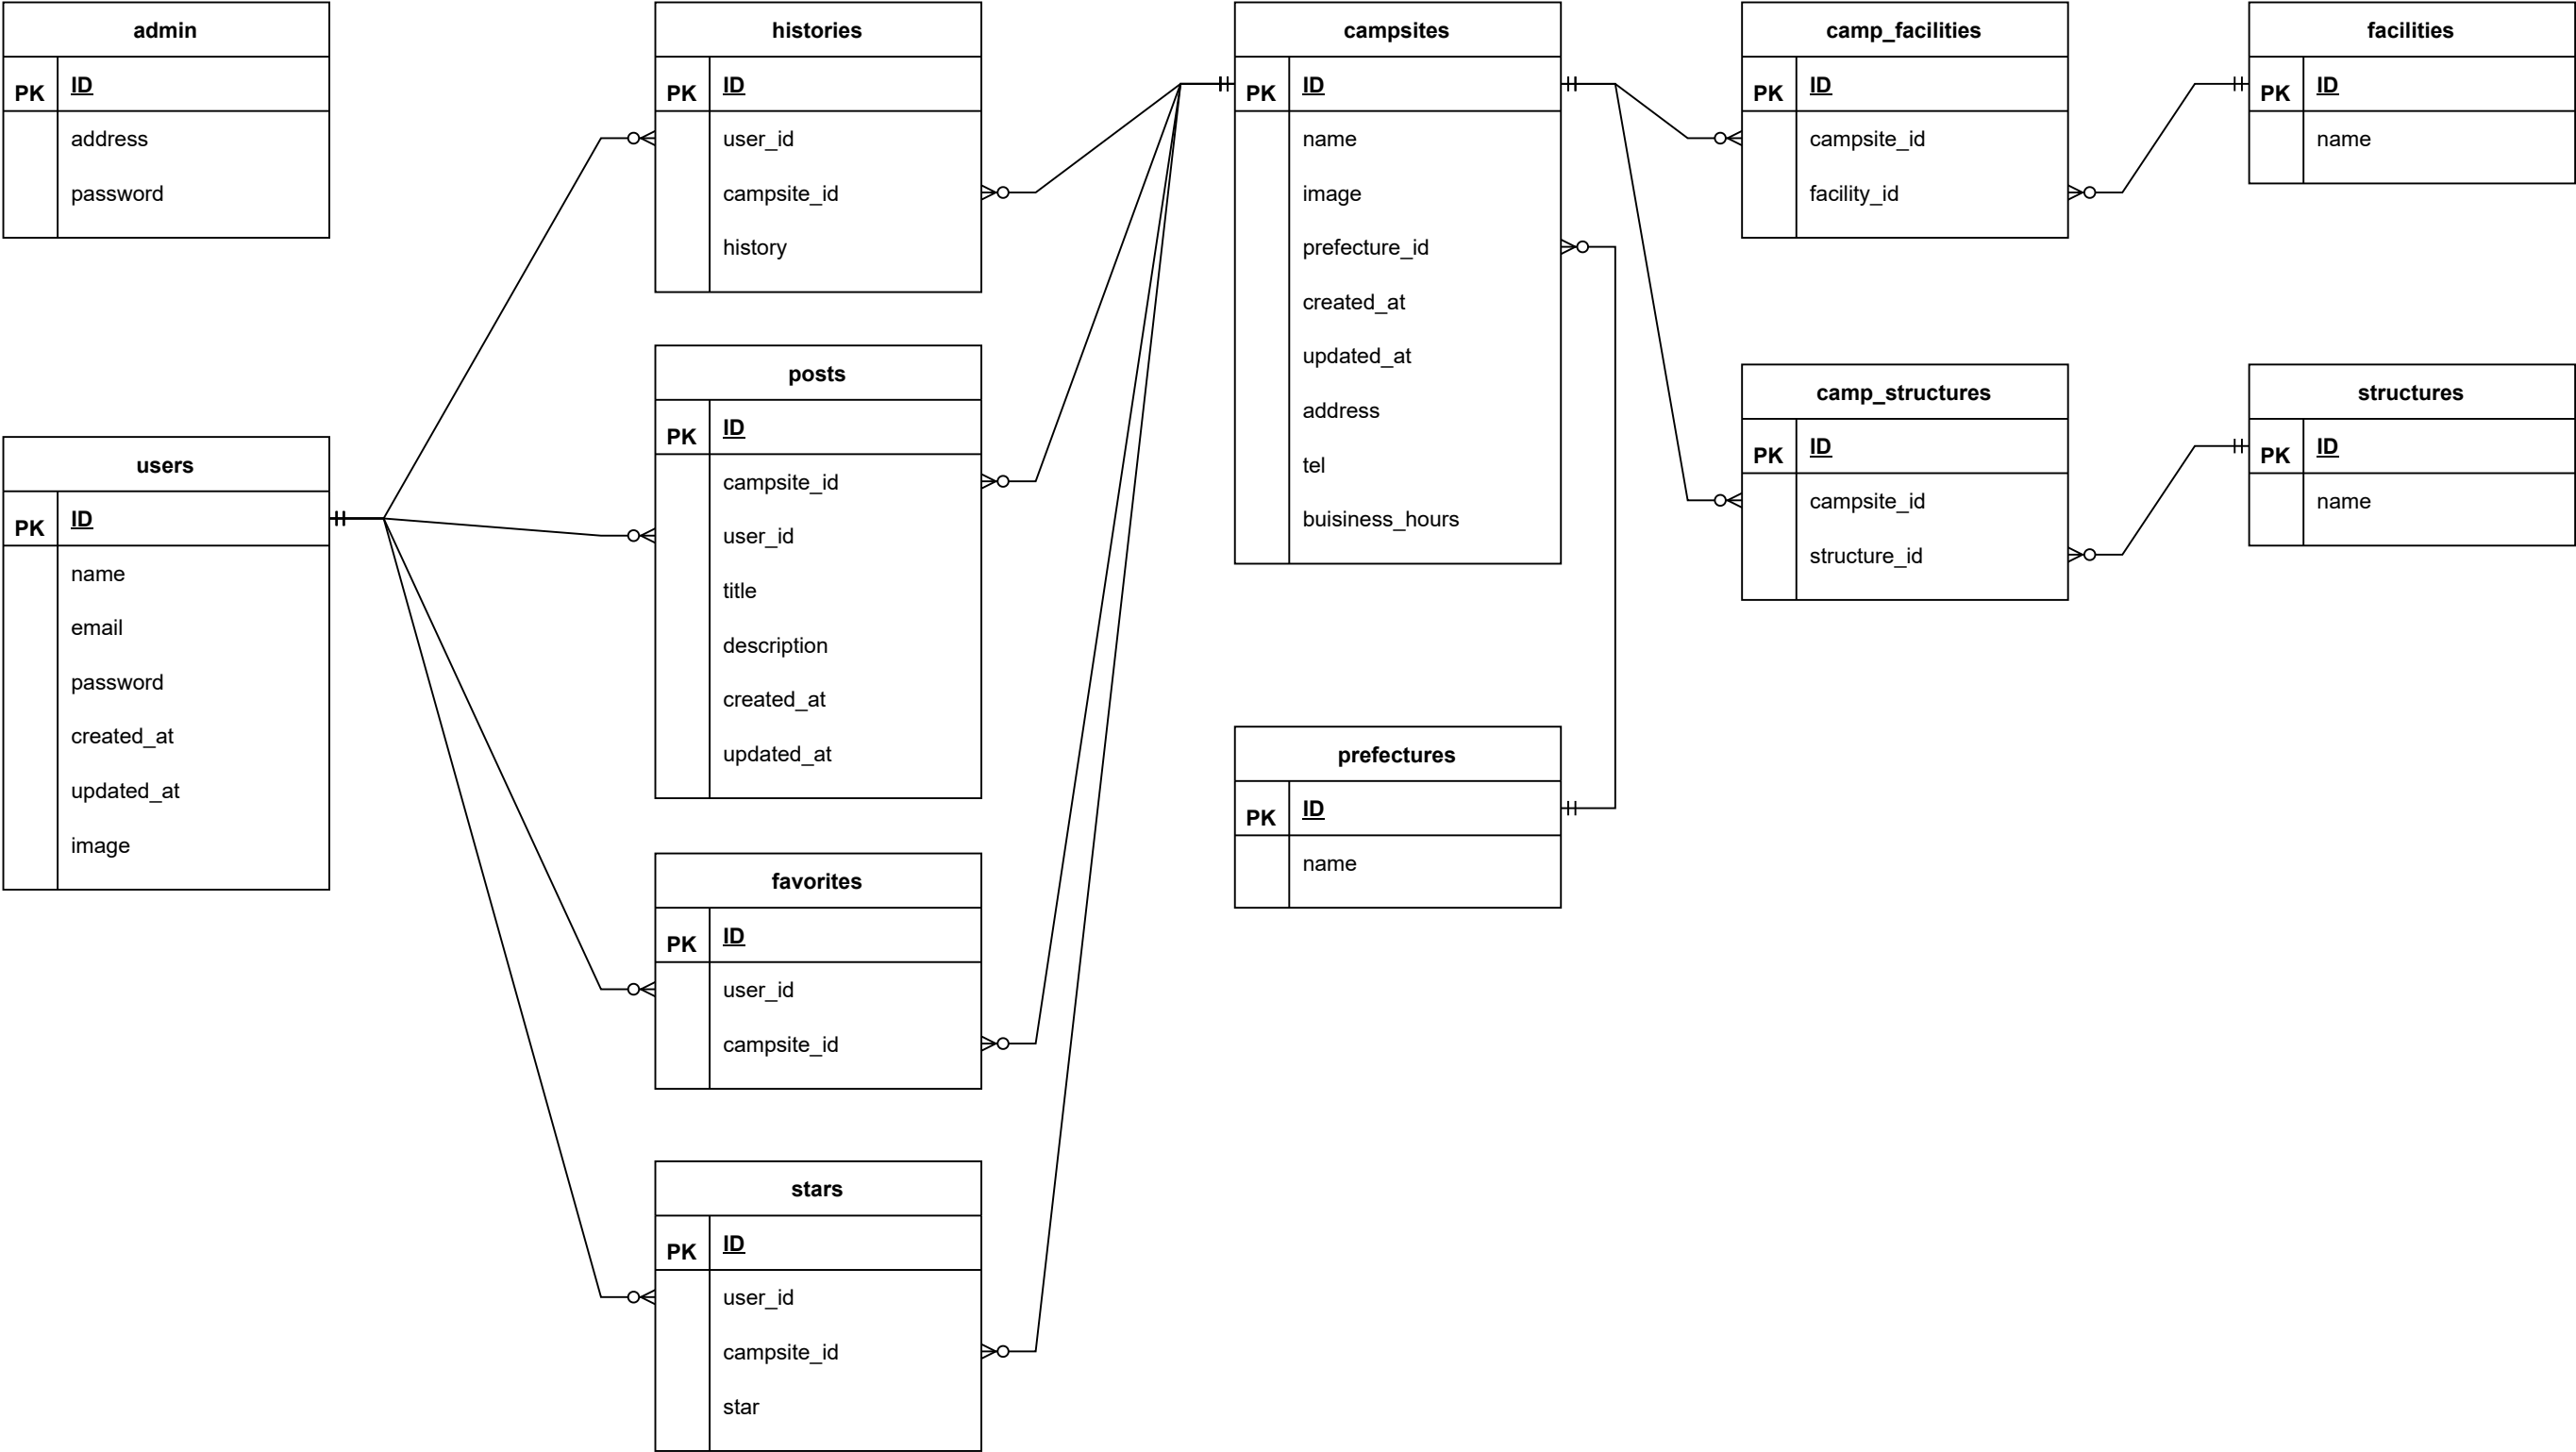 admin
PK ID
address
password
users
PK ID
name
email
password
created_at
updated_at
image
histories
PK ID
user_id
campsite_id
history
posts
PK ID
campsite_id
user_id
title
description
created_at
updated_at
favorites
PK ID
user_id
campsite_id
stars
PK ID
user_id
campsite_id
star
campsites
PK ID
name
image
prefecture_id
created_at
updated_at
address
tel
buisiness_hours
prefectures
PK ID
name
camp_facilities
PK ID
campsite_id
facility_id
camp_structures
PK ID
campsite_id
structure_id
facilities
PK ID
name
structures
PK ID
name